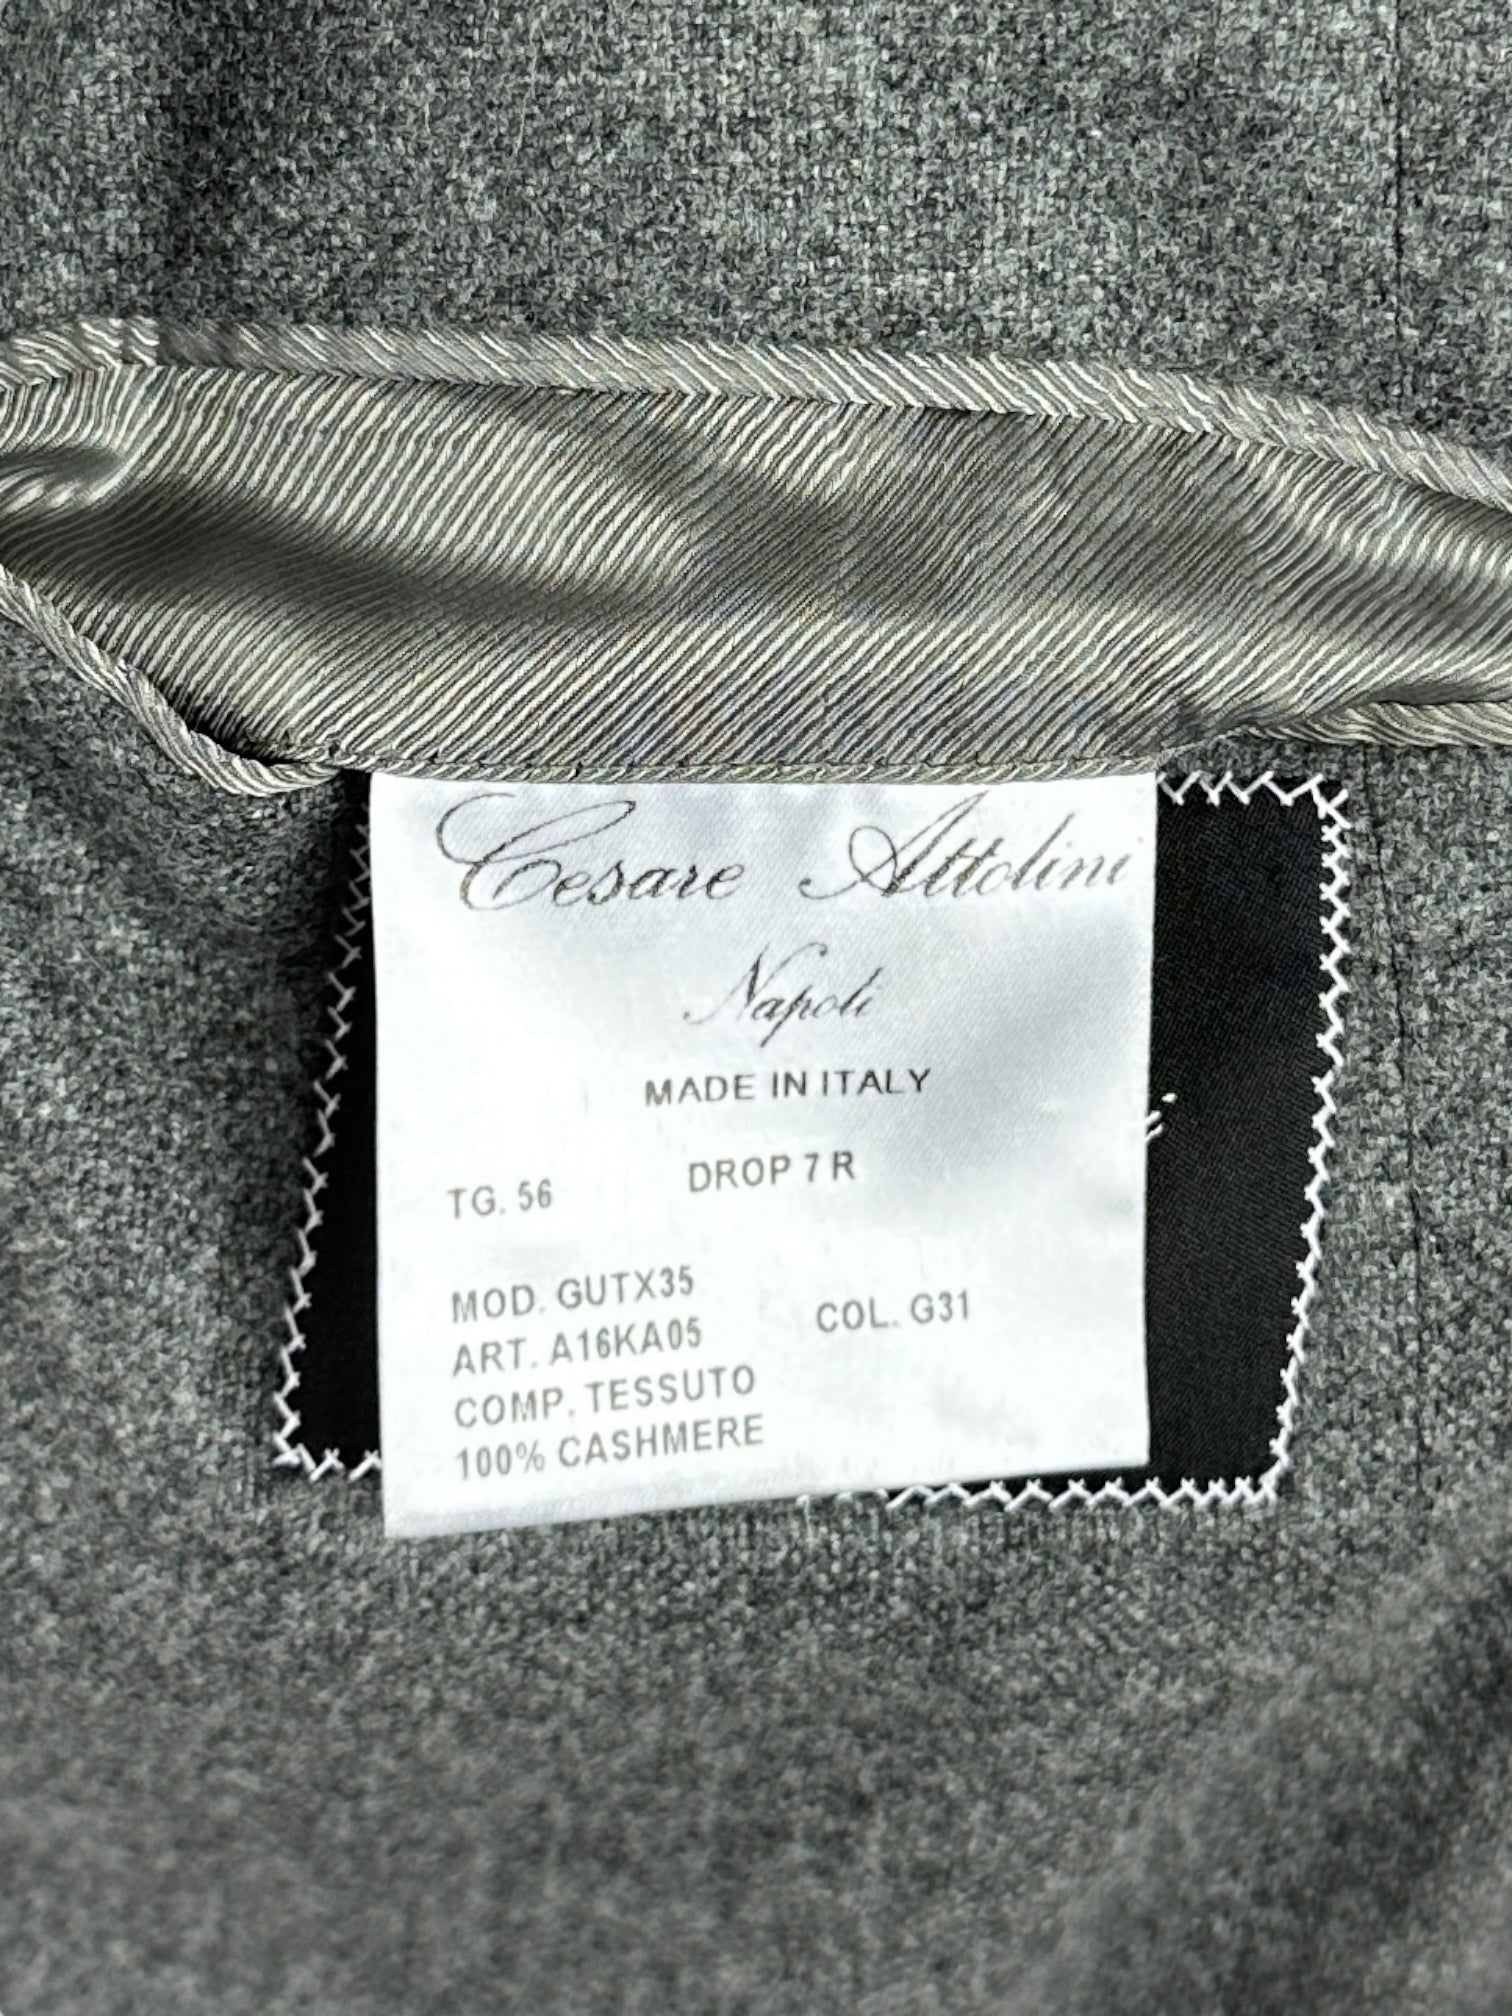 Cesare Attolini
Napoli
MADE IN ITALY
TG. 56 DROP 7 R
MOD. GUTX35
ART. A16KA05 COL. G31
COMP. TESSUTO
100% CASHMERE